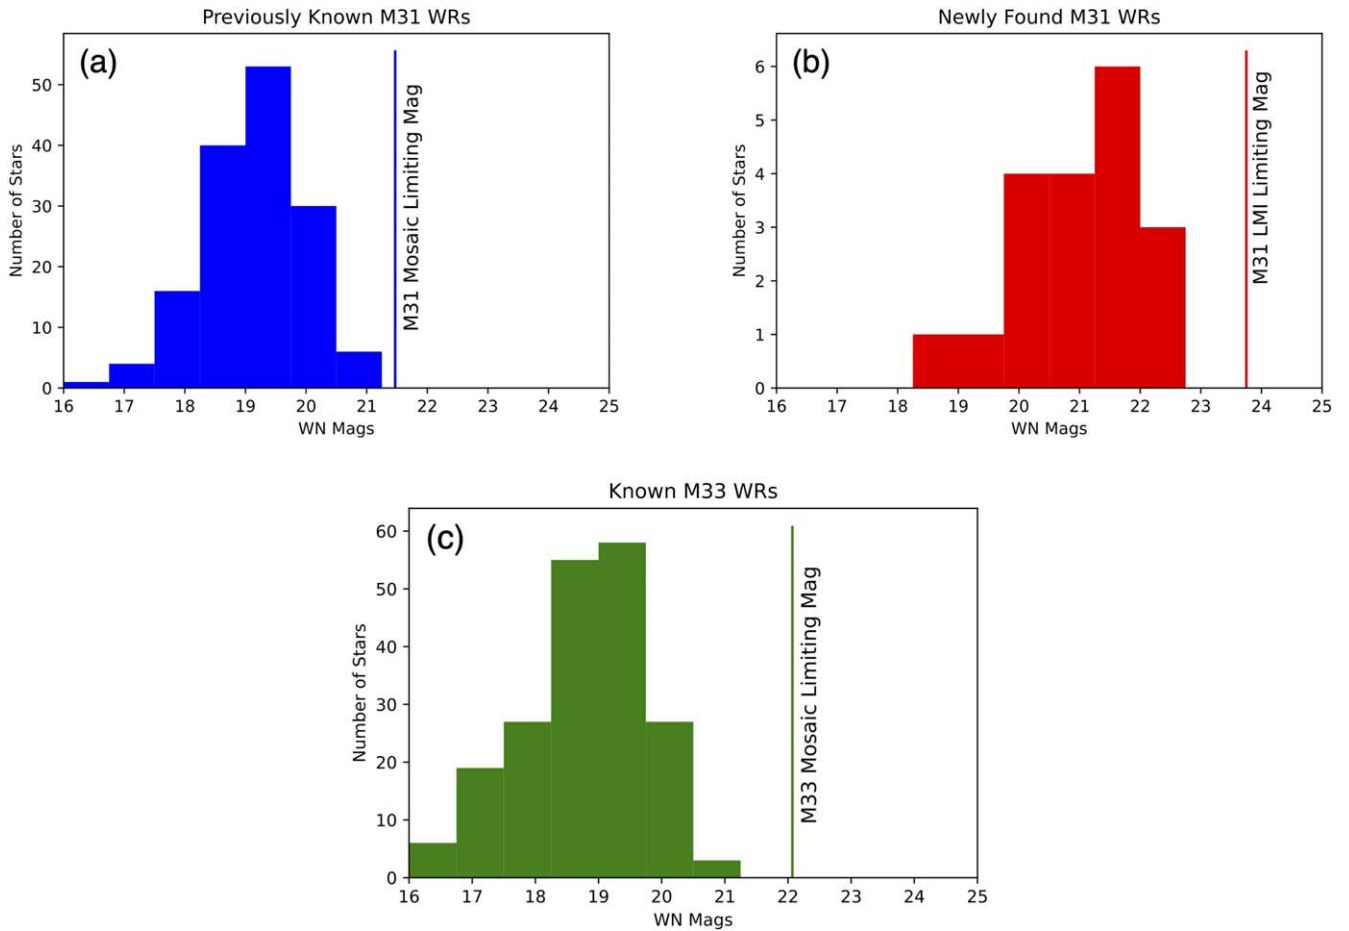 Previously Known M31 WRs
(a)
50
40
30
20
10
0
Number of Stars
M31 Mosaic Limiting Mag
16 17 18 19 20 21 22 23 24 25
WN Mags
Newly Found M31 WRs
(b)
6
5
4
3
2
1
0
Number of Stars
M31 LMI Limiting Mag
16 17 18 19 20 21 22 23 24 25
WN Mags
Known M33 WRs
(c)
60
50
40
30
20
10
0
Number of Stars
M33 Mosaic Limiting Mag
16 17 18 19 20 21 22 23 24 25
WN Mags